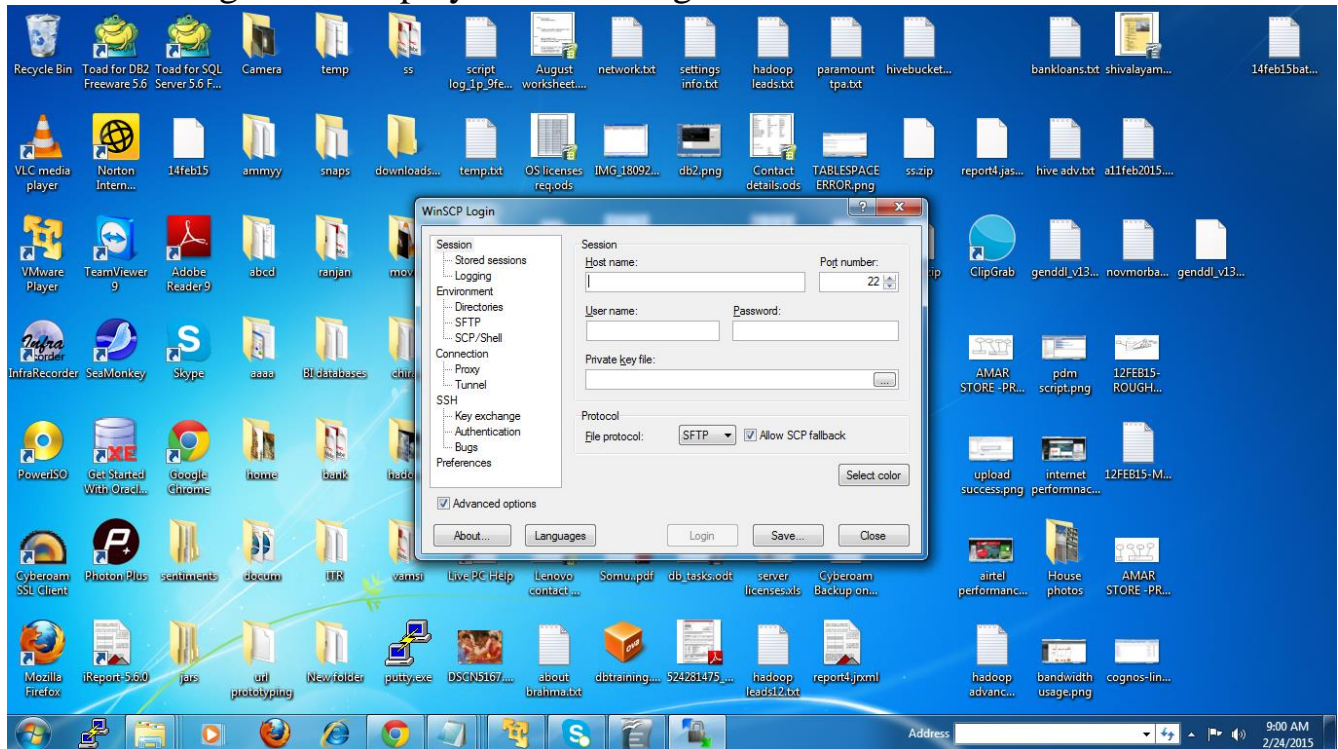 Recycle Bin
Toad for DB2
Freeware 5.6
Toad for SQL
Server 5.6 F...
Camera
temp
ss
script
log_1p_9fe...
August
worksheet....
network.txt
settings
info.txt
hadoop
leads.txt
paramount
tpa.txt
hivebucket...
bankloans.txt
shivalayam...
14feb15bat...
VLC media
player
Norton
Intern...
14feb15
ammyy
snaps
downloads...
temp.txt
OS licenses
req.ods
IMG_18092...
db2.png
Contact
details.ods
TABLESPACE
ERROR.png
ss.zip
report4.jas...
hive adv.txt
a11feb2015....
VMware
Player
TeamViewer
9
Adobe
Reader 9
abcd
ranjan
mov
zip
ClipGrab
genddl_v13...
novmorba...
genddl_v13...
WinSCP Login
Session
Stored sessions
Logging
Environment
Directories
SFTP
SCP/Shell
Connection
Proxy
Tunnel
SSH
Key exchange
Authentication
Bugs
Preferences
Advanced options
Session
Host name:
Port number:
22
User name:
Password:
Private key file:
...
Protocol
File protocol:
SFTP
Allow SCP fallback
Select color
About...
Languages
Login
Save...
Close
InfraRecorder
SeaMonkey
Skype
aaaa
BI databases
AMAR
STORE -PR...
pdm
script.png
12FEB15-
ROUGH...
PowerISO
Get Started
With Oracl...
Google
Chrome
home
bank
upload
success.png
internet
performnac...
12FEB15-M...
Cyberoam
SSL Client
Photon Plus
sentiments
docum
ITR
vamsi
Live PC Help
Lenovo
contact ...
Somu..pdf
db_tasks.odt
server
licenses.xls
Cyberoam
Backup on...
airtel
performanc...
House
photos
AMAR
STORE -PR...
Mozilla
Firefox
iReport-5.6.0
jars
url
prototyping
New folder
putty.exe
DSCN5167....
about
brahma.txt
dbtraining....
524281475_...
hadoop
leads12.txt
report4.jrxml
hadoop
advanc...
bandwidth
usage.png
cognos-lin...
Address
9:00 AM
2/24/2015